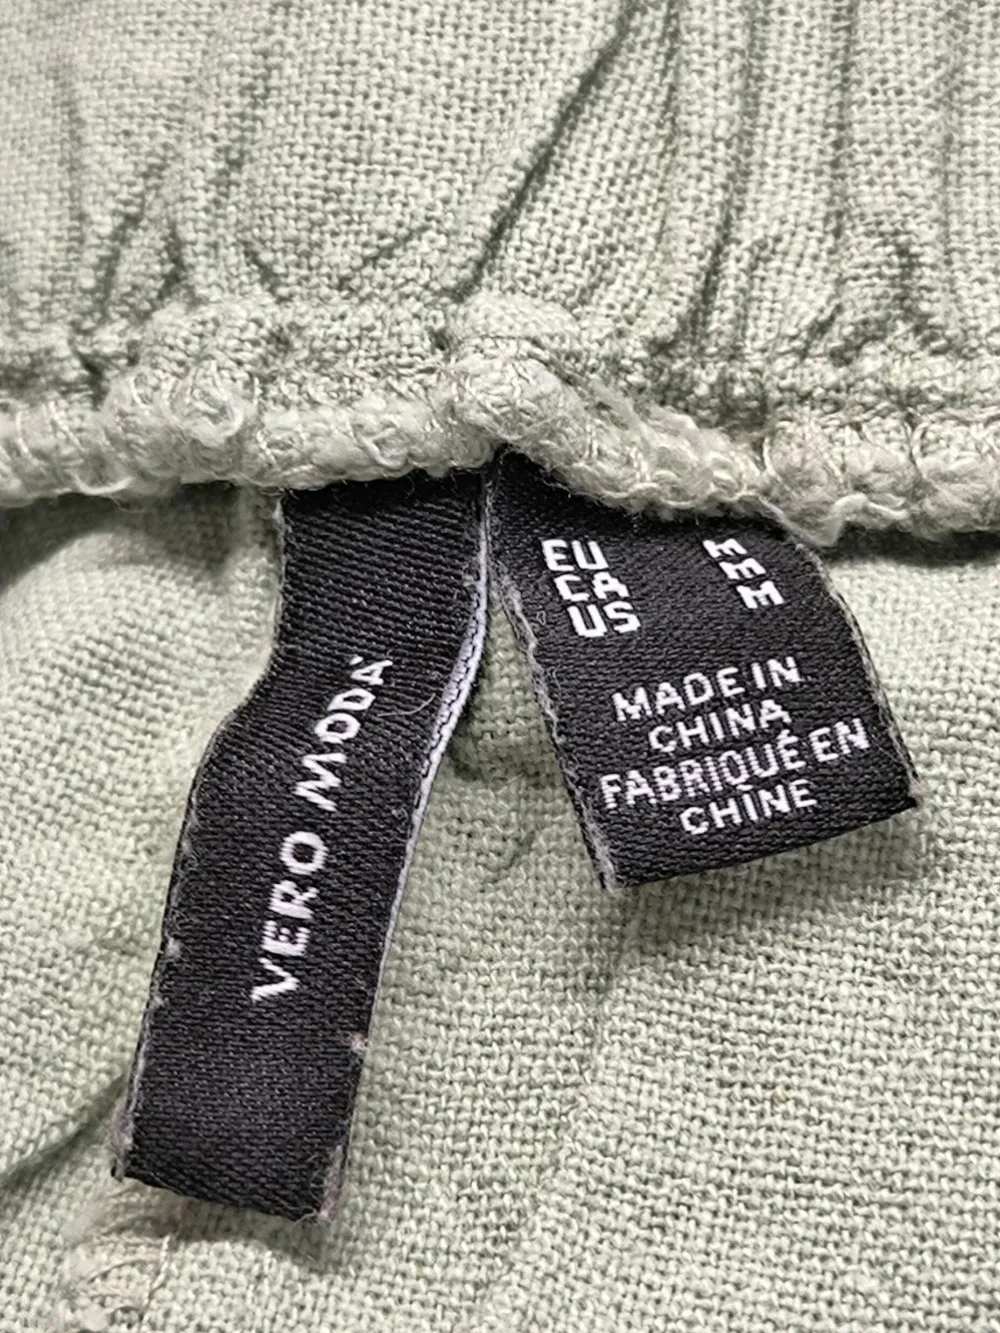 VERO MODA
EU M
CA M
US M
MADE IN
CHINA
FABRIQUÉ EN
CHINE